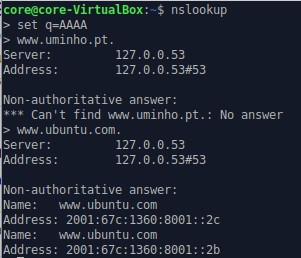 core@core-VirtualBox:~$ nslookup
> set q=AAAA
> www.uminho.pt.
Server:         127.0.0.53
Address:        127.0.0.53#53

Non-authoritative answer:
*** Can't find www.uminho.pt.: No answer
> www.ubuntu.com.
Server:         127.0.0.53
Address:        127.0.0.53#53

Non-authoritative answer:
Name:   www.ubuntu.com
Address: 2001:67c:1360:8001::2c
Name:   www.ubuntu.com
Address: 2001:67c:1360:8001::2b